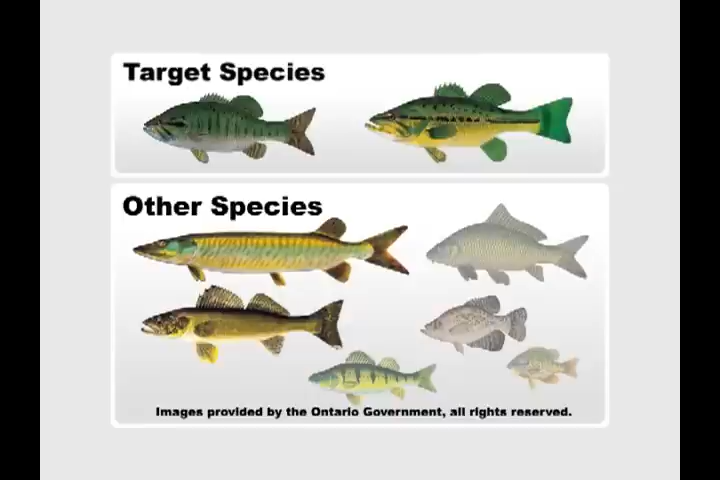 Target Species
Other Species
Images provided by the Ontario Government, all rights reserved.